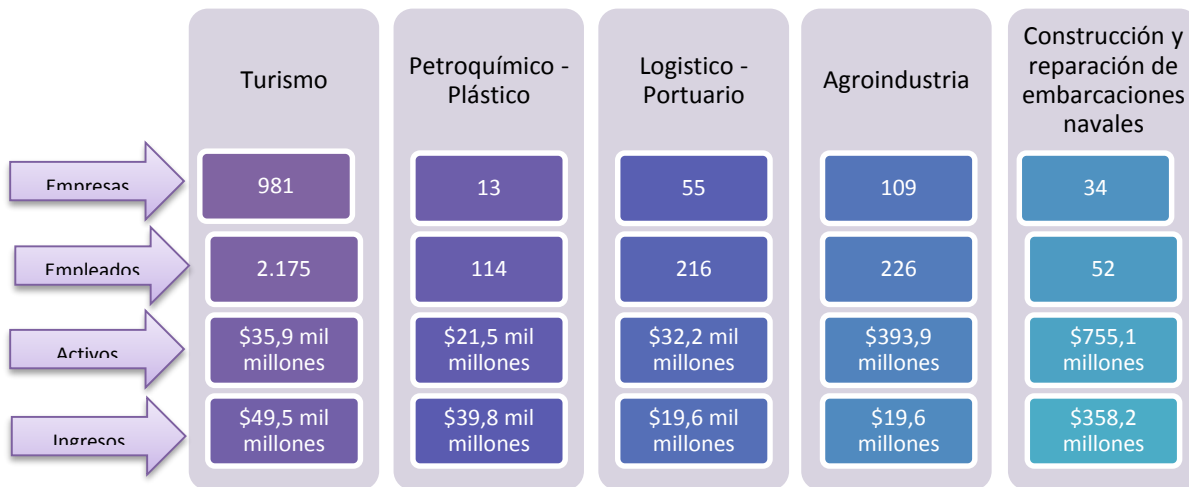 Turismo
Petroquímico -
Plástico
Logistico -
Portuario
Agroindustria
Construcción y
reparación de
embarcaciones
navales
Empresas
981
13
55
109
34
Empleados
2.175
114
216
226
52
Activos
$35,9 mil
millones
$21,5 mil
millones
$32,2 mil
millones
$393,9
millones
$755,1
millones
Ingresos
$49,5 mil
millones
$39,8 mil
millones
$19,6 mil
millones
$19,6
millones
$358,2
millones